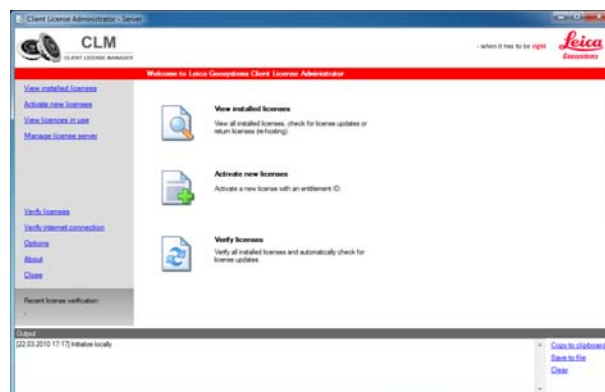 Client License Administrator - Server
CLM
CLIENT LICENSE MANAGER
- when it has to be right
Leica
Geosystems
Welcome to Leica Geosystems Client License Administrator
View installed licenses
Activate new licenses
View licences in use
Manage license server
Verify licenses
Verify internet connection
Options
About
Close
Recent license verification:
-
View installed licenses
View all installed licenses, check for license updates or
return licenses (re-hosting).
Activate new licenses
Activate a new license with an entitlement ID.
Verify licenses
Verify all installed licenses and automatically check for
license updates.
Output
[22.03.2010 17:17] Initialize locally
Copy to clipboard
Save to file
Clear